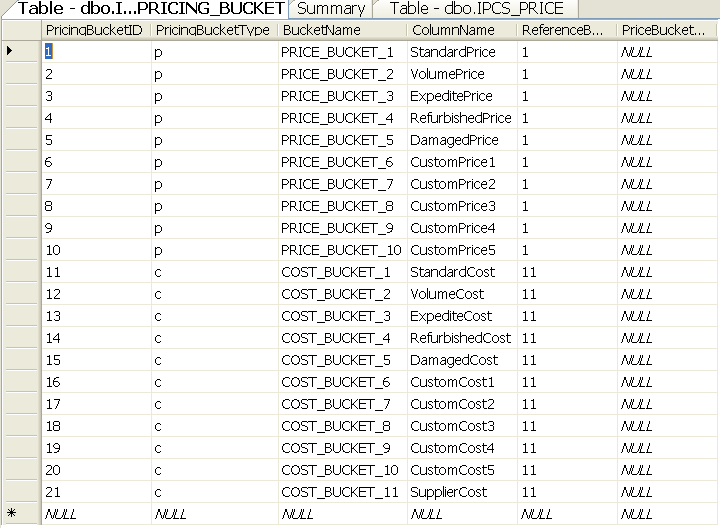 Table - dbo.I...PRICING_BUCKET Summary Table - dbo.IPCS_PRICE
PricingBucketID PricingBucketType BucketName ColumnName ReferenceB... PriceBucket...
1 p PRICE_BUCKET_1 StandardPrice 1 NULL
2 p PRICE_BUCKET_2 VolumePrice 1 NULL
3 p PRICE_BUCKET_3 ExpeditePrice 1 NULL
4 p PRICE_BUCKET_4 RefurbishedPrice 1 NULL
5 p PRICE_BUCKET_5 DamagedPrice 1 NULL
6 p PRICE_BUCKET_6 CustomPrice1 1 NULL
7 p PRICE_BUCKET_7 CustomPrice2 1 NULL
8 p PRICE_BUCKET_8 CustomPrice3 1 NULL
9 p PRICE_BUCKET_9 CustomPrice4 1 NULL
10 p PRICE_BUCKET_10 CustomPrice5 1 NULL
11 c COST_BUCKET_1 StandardCost 11 NULL
12 c COST_BUCKET_2 VolumeCost 11 NULL
13 c COST_BUCKET_3 ExpediteCost 11 NULL
14 c COST_BUCKET_4 RefurbishedCost 11 NULL
15 c COST_BUCKET_5 DamagedCost 11 NULL
16 c COST_BUCKET_6 CustomCost1 11 NULL
17 c COST_BUCKET_7 CustomCost2 11 NULL
18 c COST_BUCKET_8 CustomCost3 11 NULL
19 c COST_BUCKET_9 CustomCost4 11 NULL
20 c COST_BUCKET_10 CustomCost5 11 NULL
21 c COST_BUCKET_11 SupplierCost 11 NULL
* NULL NULL NULL NULL NULL NULL